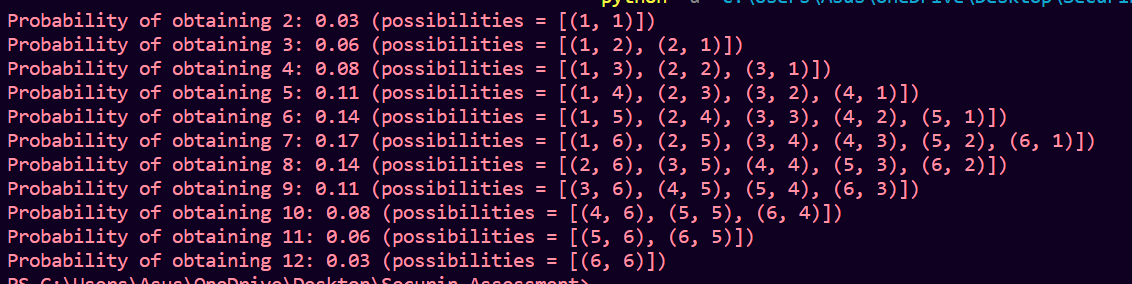 python -u "C:\Users\Asus\OneDrive\Desktop\Securin
Probability of obtaining 2: 0.03 (possibilities = [(1, 1)])
Probability of obtaining 3: 0.06 (possibilities = [(1, 2), (2, 1)])
Probability of obtaining 4: 0.08 (possibilities = [(1, 3), (2, 2), (3, 1)])
Probability of obtaining 5: 0.11 (possibilities = [(1, 4), (2, 3), (3, 2), (4, 1)])
Probability of obtaining 6: 0.14 (possibilities = [(1, 5), (2, 4), (3, 3), (4, 2), (5, 1)])
Probability of obtaining 7: 0.17 (possibilities = [(1, 6), (2, 5), (3, 4), (4, 3), (5, 2), (6, 1)])
Probability of obtaining 8: 0.14 (possibilities = [(2, 6), (3, 5), (4, 4), (5, 3), (6, 2)])
Probability of obtaining 9: 0.11 (possibilities = [(3, 6), (4, 5), (5, 4), (6, 3)])
Probability of obtaining 10: 0.08 (possibilities = [(4, 6), (5, 5), (6, 4)])
Probability of obtaining 11: 0.06 (possibilities = [(5, 6), (6, 5)])
Probability of obtaining 12: 0.03 (possibilities = [(6, 6)])
PS C:\Users\Asus\OneDrive\Desktop\Securin Assessment>